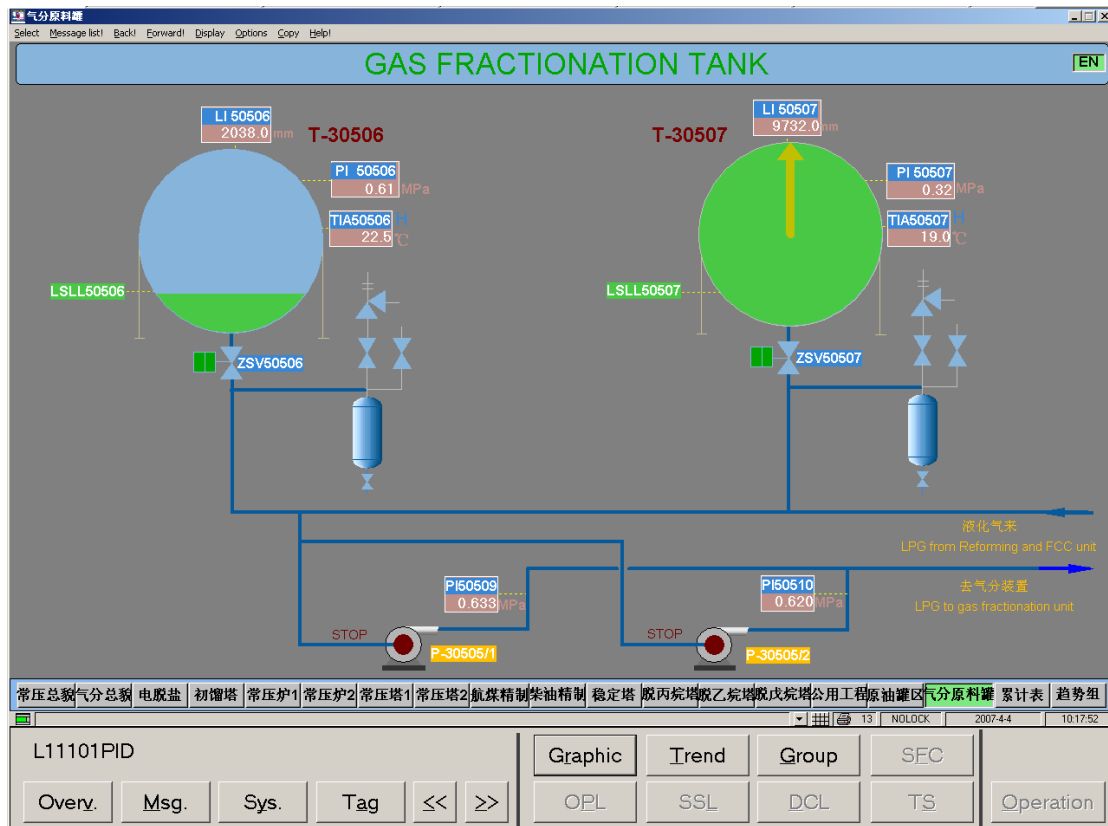 气分原料罐
Select Message list! Back! Forward! Display Options Copy Help!
GAS FRACTIONATION TANK
EN
LI 50506
2038.0 mm
T-30506
PI 50506
0.61 MPa
TIA50506 H
22.5 ℃
LSLL50506
ZSV50506
T-30507
LI 50507
9732.0 mm
PI 50507
0.32 MPa
TIA50507 H
19.0 ℃
LSLL50507
ZSV50507
液化气来
LPG from Reforming and FCC unit
去气分装置
LPG to gas fractionation unit
PI50509
0.633 MPa
STOP
P-30505/1
PI50510
0.620 MPa
STOP
P-30505/2
常压总貌 气分总貌 电脱盐 初馏塔 常压炉1 常压炉2 常压塔1 常压塔2 航煤精制 柴油精制 稳定塔 脱丙烷塔 脱乙烷塔 脱戊烷塔 公用工程 原油罐区 气分原料罐 累计表 趋势组
13 NOLOCK 2007-4-4 10:17:52
L11101PID
Graphic Trend Group SFC
Overv. Msg. Sys. Tag << >> OPL SSL DCL TS Operation